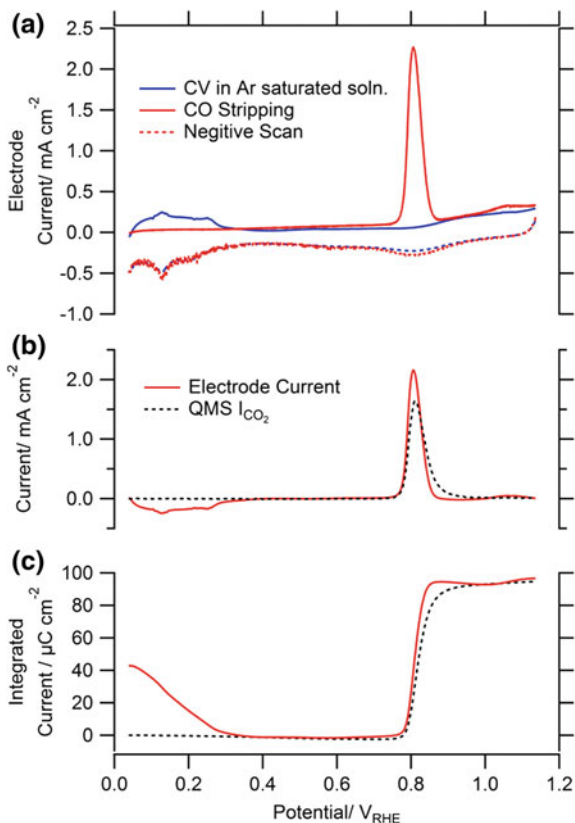 (a)
2.5
2.0
1.5
1.0
0.5
0.0
-0.5
-1.0
Electrode
Current/ mA cm-2
CV in Ar saturated soln.
CO Stripping
Negitive Scan
(b)
2.0
1.0
0.0
Current/ mA cm-2
Electrode Current
QMS ICO2
(c)
100
80
60
40
20
0
Integrated
Current / µC cm-2
0.0 0.2 0.4 0.6 0.8 1.0 1.2
Potential/ VRHE